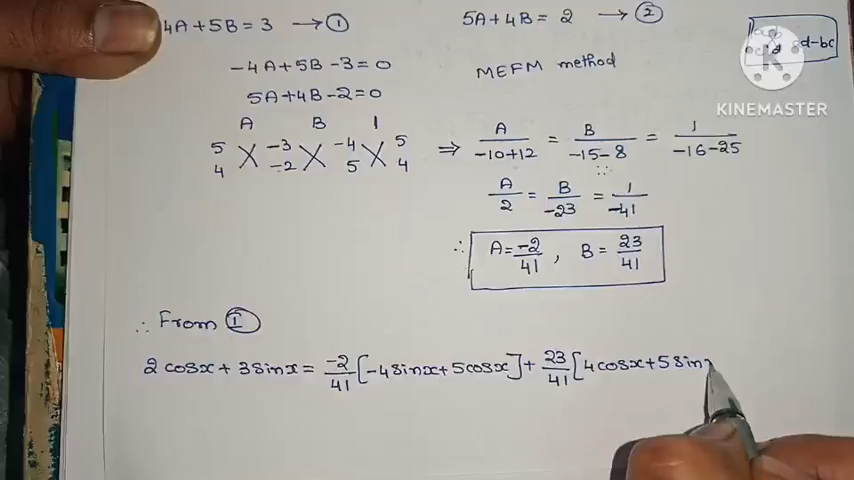 4A+5B=3 → ①
5A+4B=2 → ②
d-bc
KINEMASTER
-4A+5B-3=0
MEFM method
5A+4B-2=0
A B 1
5 -3 -4 5
4 -2 5 4
⇒ A/-10+12 = B/-15-8 = 1/-16-25
∵
A/2 = B/-23 = 1/-41
∴ A=-2/41, B=23/41
∴ From Ⓘ
2cosx+3sinx = -2/41[-4sinx+5cosx]+23/41[4cosx+5sinx